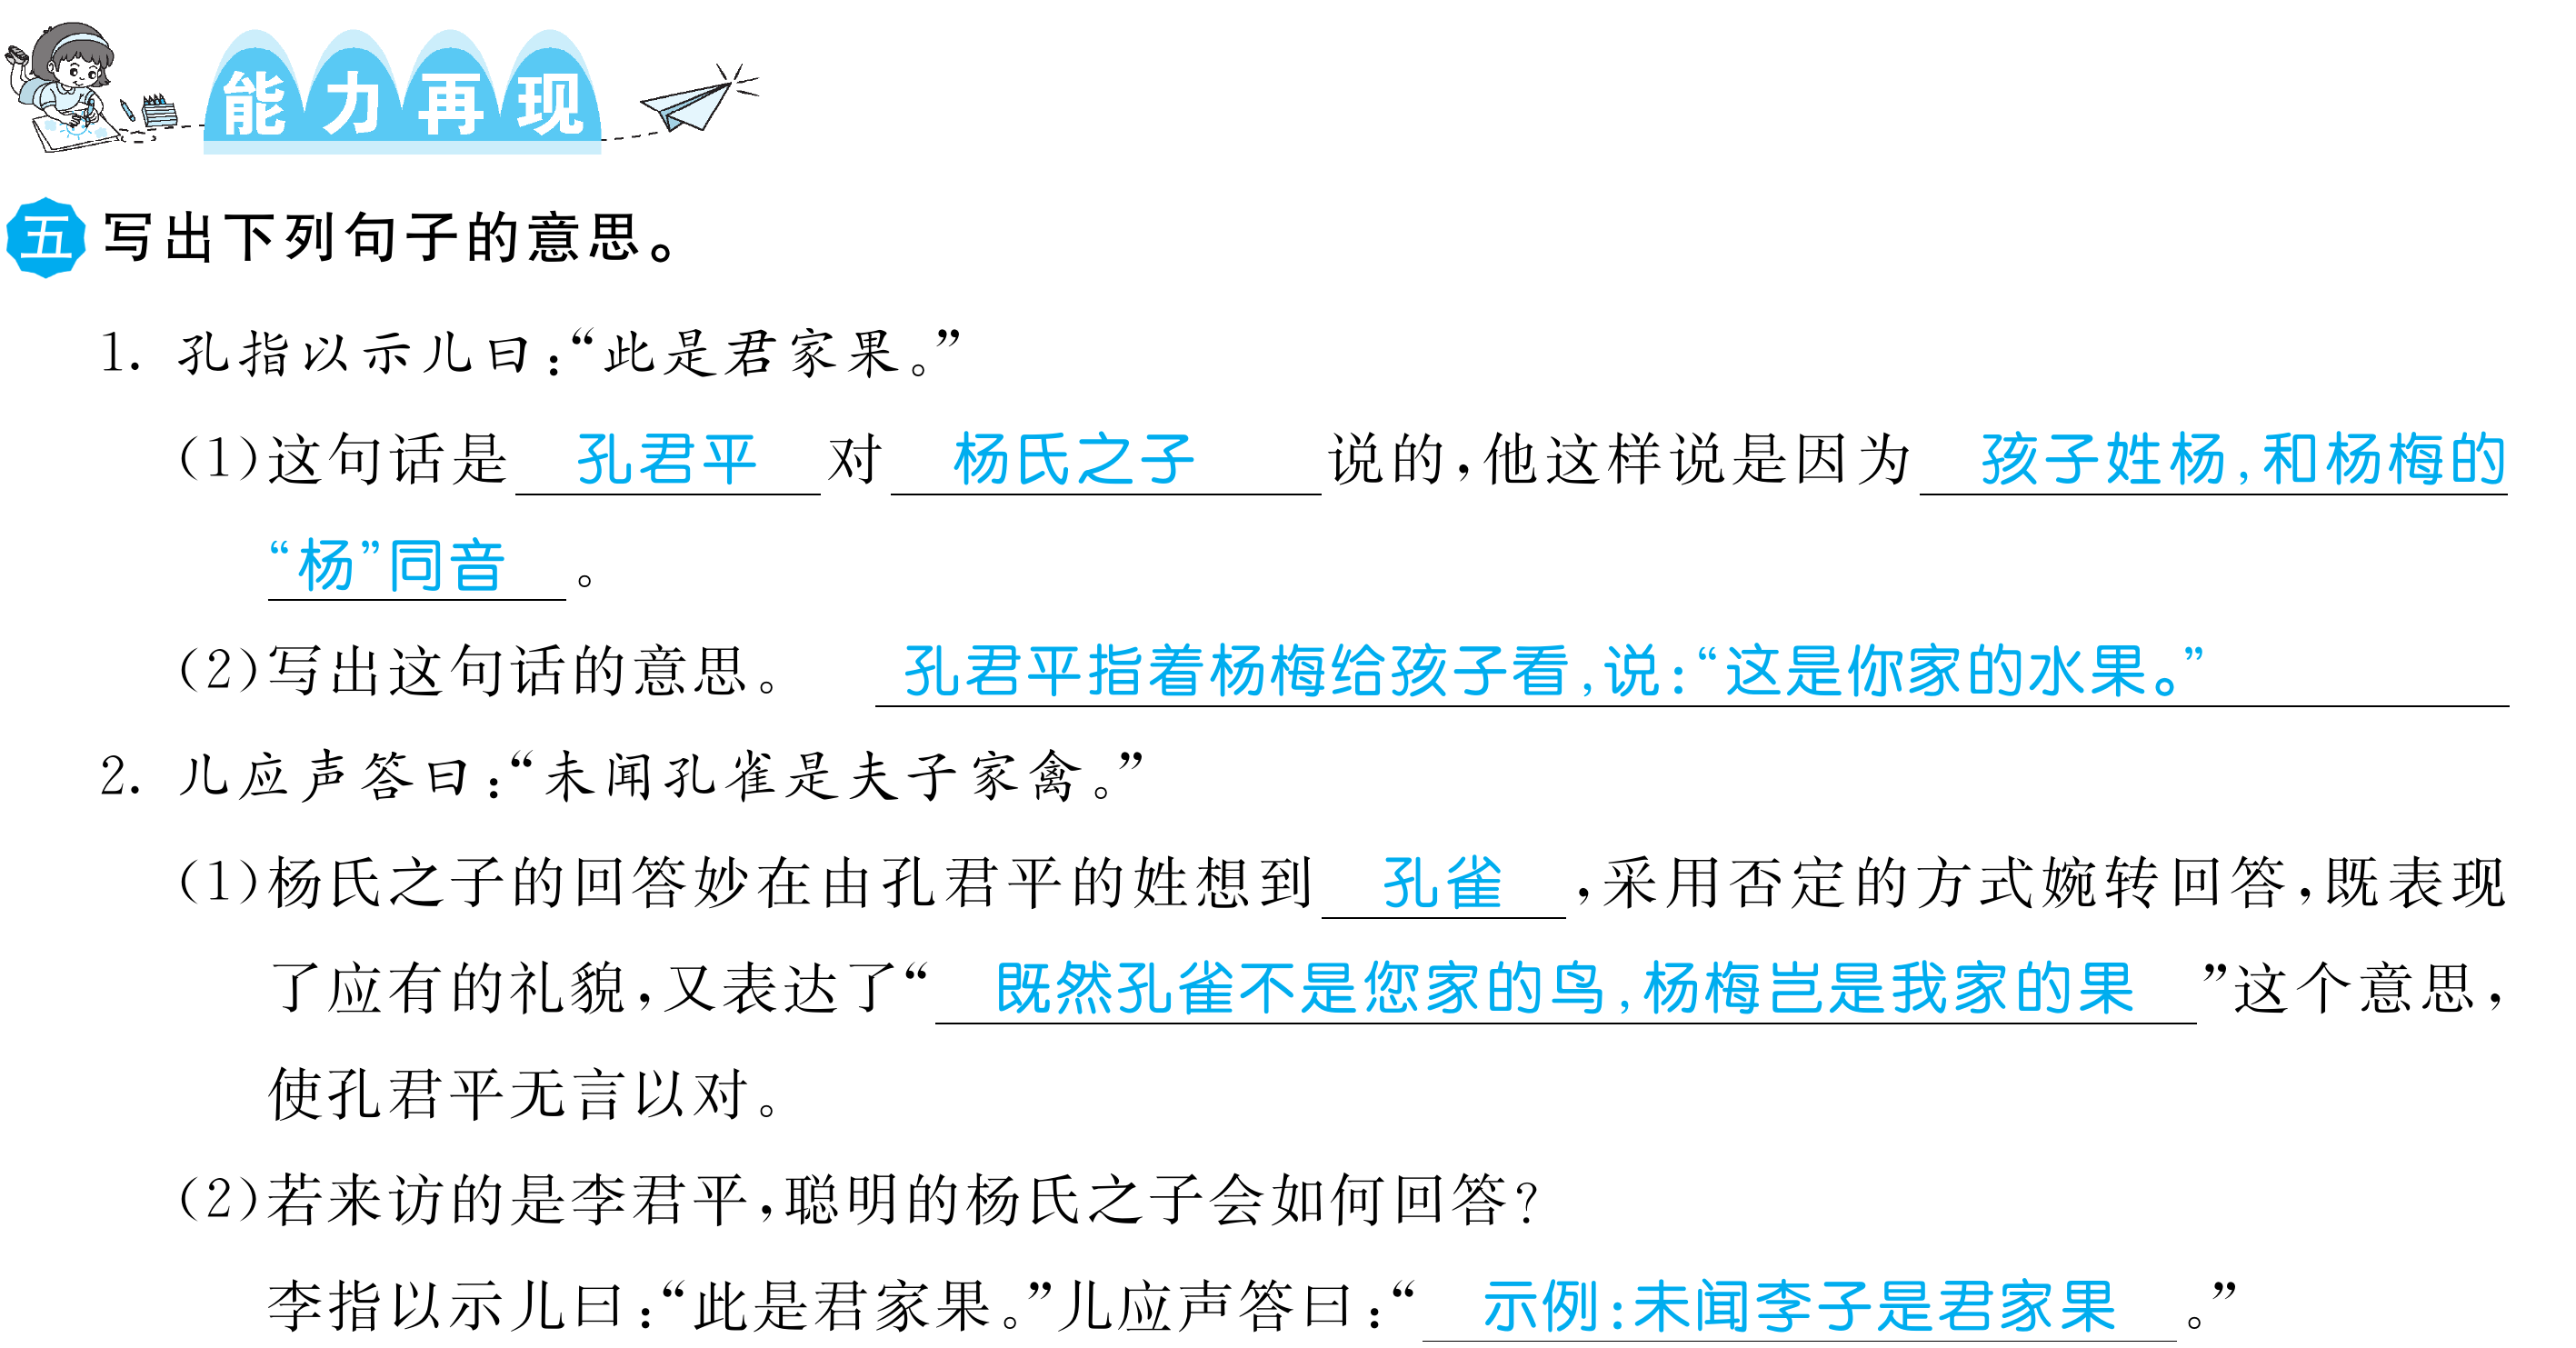 能力再现
五 写出下列句子的意思。
1. 孔指以示儿曰:“此是君家果。”
(1)这句话是 孔君平 对 杨氏之子 说的,他这样说是因为 孩子姓杨,和杨梅的
“杨”同音 。
(2)写出这句话的意思。 孔君平指着杨梅给孩子看,说:“这是你家的水果。”
2. 儿应声答曰:“未闻孔雀是夫子家禽。”
(1)杨氏之子的回答妙在由孔君平的姓想到 孔雀 ,采用否定的方式婉转回答,既表现
了应有的礼貌,又表达了“ 既然孔雀不是您家的鸟,杨梅岂是我家的果 ”这个意思,
使孔君平无言以对。
(2)若来访的是李君平,聪明的杨氏之子会如何回答?
李指以示儿曰:“此是君家果。”儿应声答曰:“ 示例:未闻李子是君家果 。”